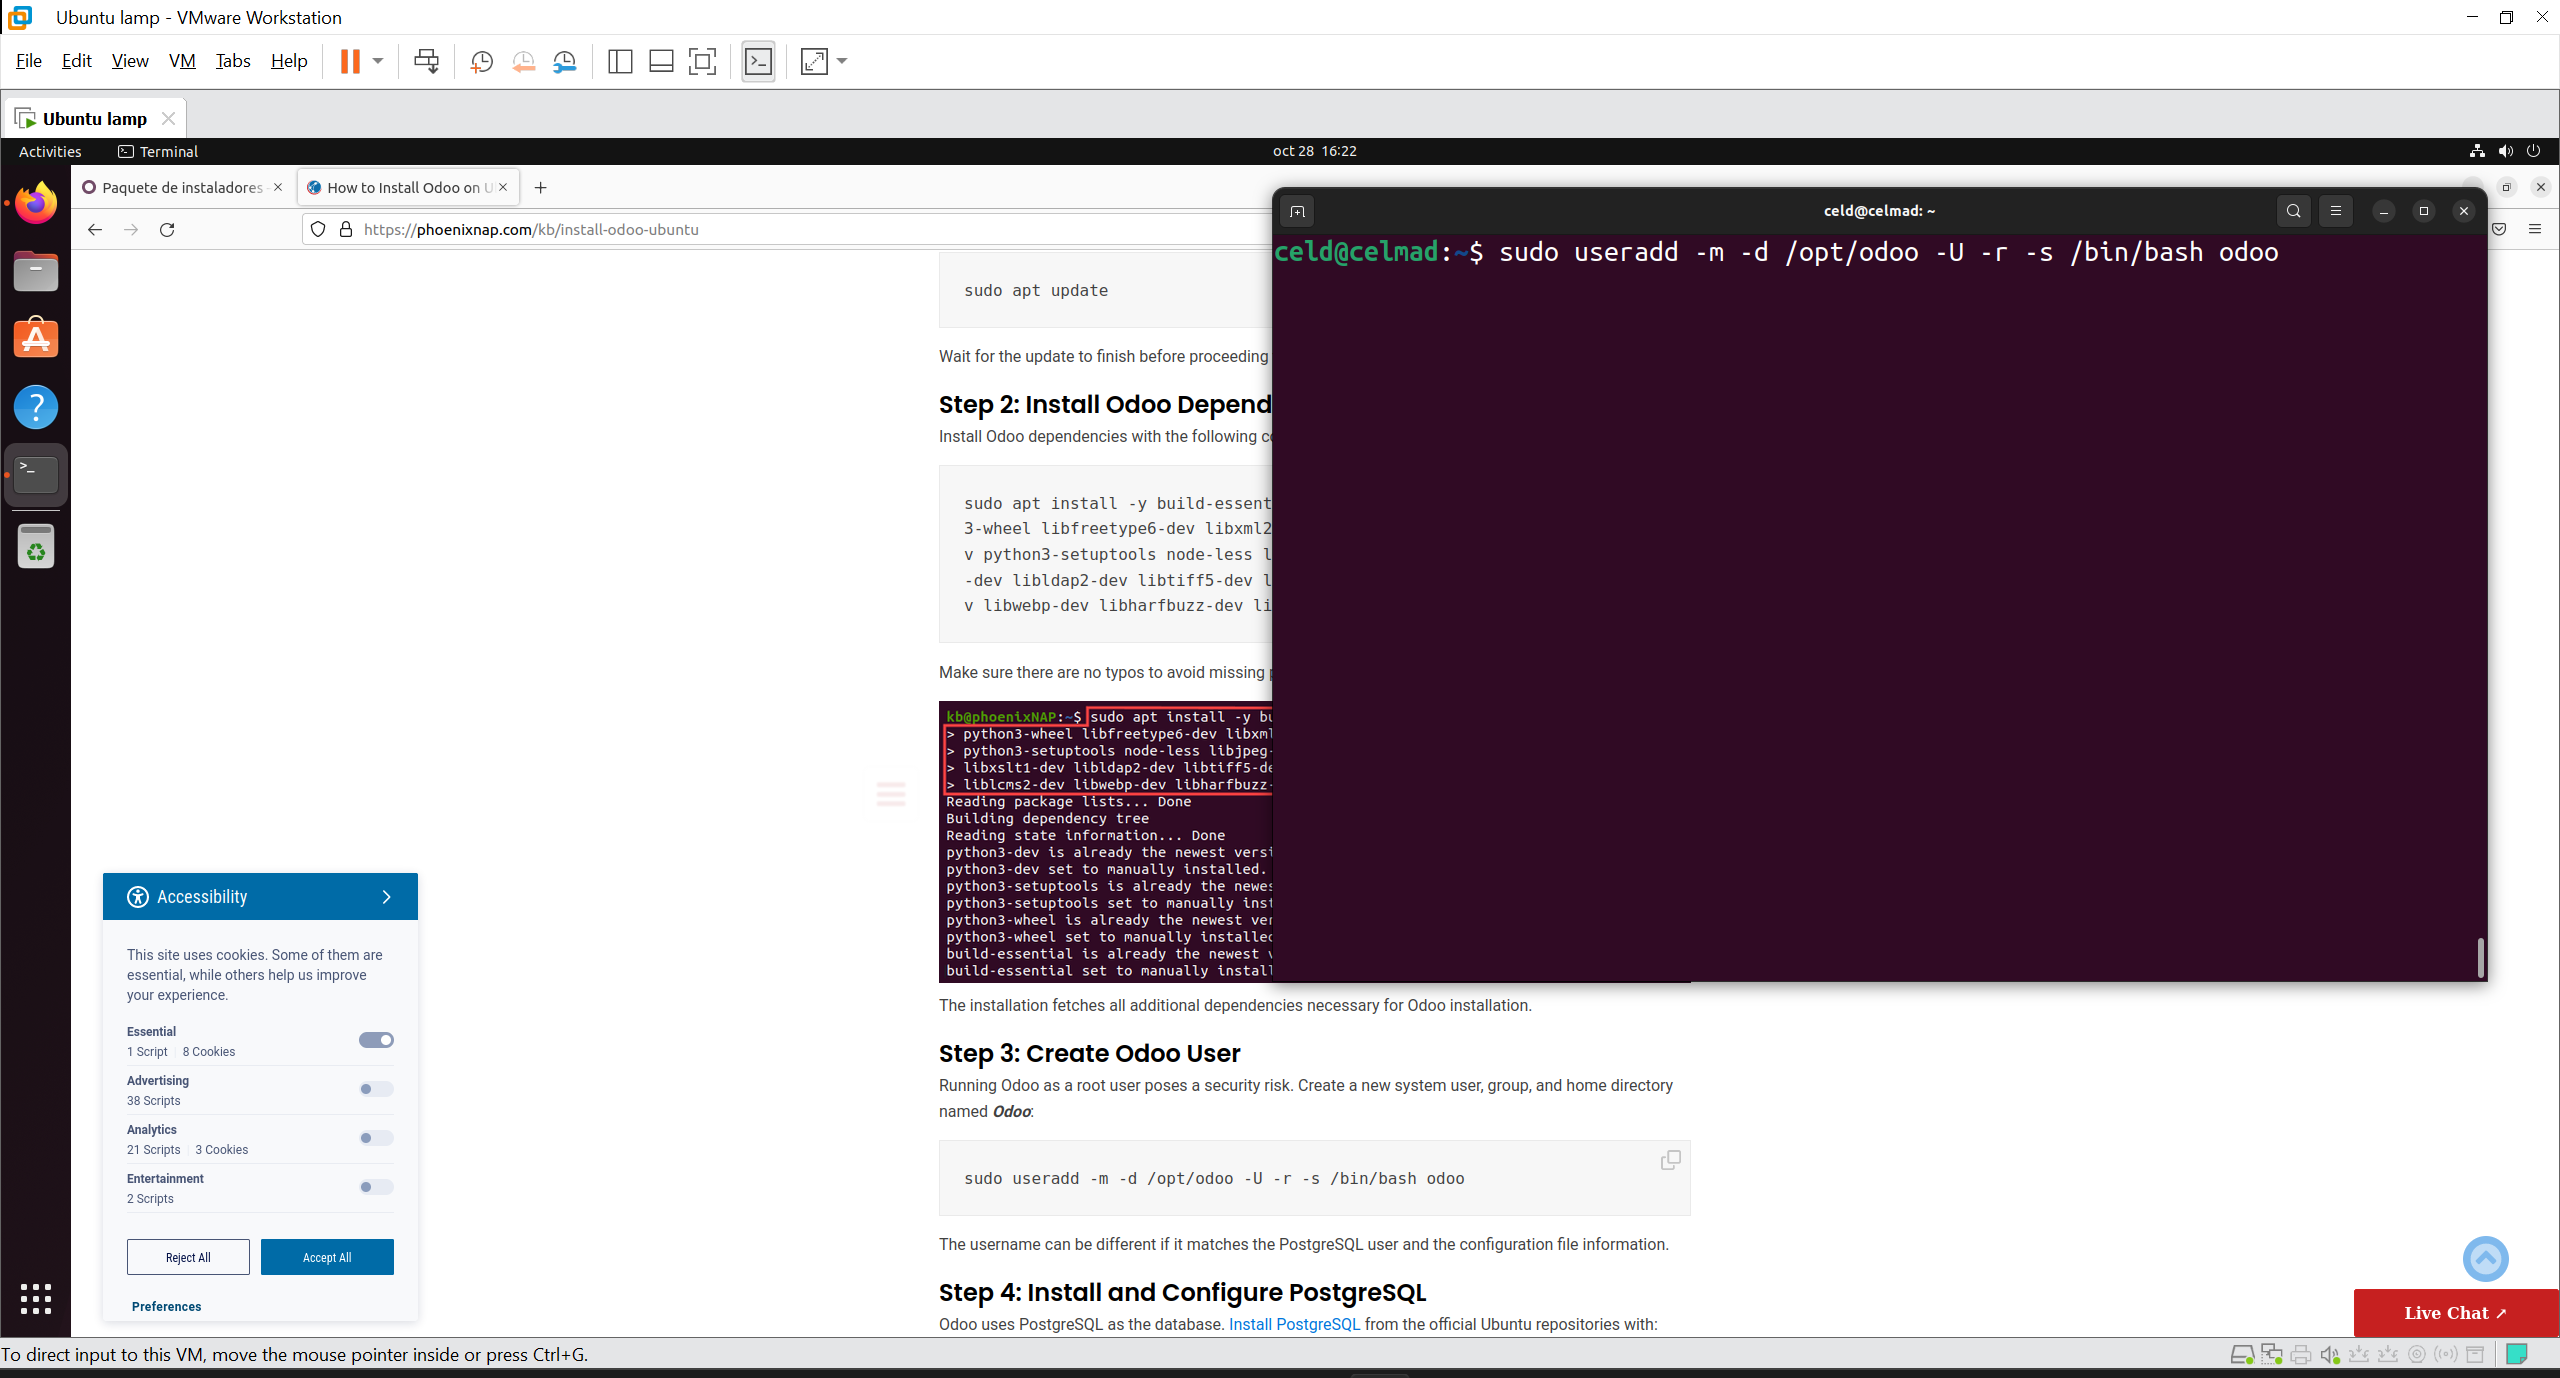 Ubuntu lamp - VMware Workstation
File Edit View VM Tabs Help
Ubuntu lamp
Activities Terminal oct 28 16:22
Paquete de instaladores
How to Install Odoo on U
https://phoenixnap.com/kb/install-odoo-ubuntu
sudo apt update
Wait for the update to finish before proceeding
Step 2: Install Odoo Depend
Install Odoo dependencies with the following c
sudo apt install -y build-essent
3-wheel libfreetype6-dev libxml2
v python3-setuptools node-less l
-dev libldap2-dev libtiff5-dev l
v libwebp-dev libharfbuzz-dev li
Make sure there are no typos to avoid missing
kb@phoenixNAP:~$ sudo apt install -y bu
> python3-wheel libfreetype6-dev libxml
> python3-setuptools node-less libjpeg-
> libxslt1-dev libldap2-dev libtiff5-de
> liblcms2-dev libwebp-dev libharfbuzz-
Reading package lists... Done
Building dependency tree
Reading state information... Done
python3-dev is already the newest versi
python3-dev set to manually installed.
python3-setuptools is already the newes
python3-setuptools set to manually inst
python3-wheel is already the newest ver
python3-wheel set to manually installed
build-essential is already the newest v
build-essential set to manually install
The installation fetches all additional dependencies necessary for Odoo installation.
Step 3: Create Odoo User
Running Odoo as a root user poses a security risk. Create a new system user, group, and home directory
named Odoo:
sudo useradd -m -d /opt/odoo -U -r -s /bin/bash odoo
The username can be different if it matches the PostgreSQL user and the configuration file information.
Step 4: Install and Configure PostgreSQL
Odoo uses PostgreSQL as the database. Install PostgreSQL from the official Ubuntu repositories with:
celd@celmad: ~
celd@celmad:~$ sudo useradd -m -d /opt/odoo -U -r -s /bin/bash odoo
Accessibility
This site uses cookies. Some of them are
essential, while others help us improve
your experience.
Essential
1 Script 8 Cookies
Advertising
38 Scripts
Analytics
21 Scripts 3 Cookies
Entertainment
2 Scripts
Reject All Accept All
Preferences
Live Chat
To direct input to this VM, move the mouse pointer inside or press Ctrl+G.